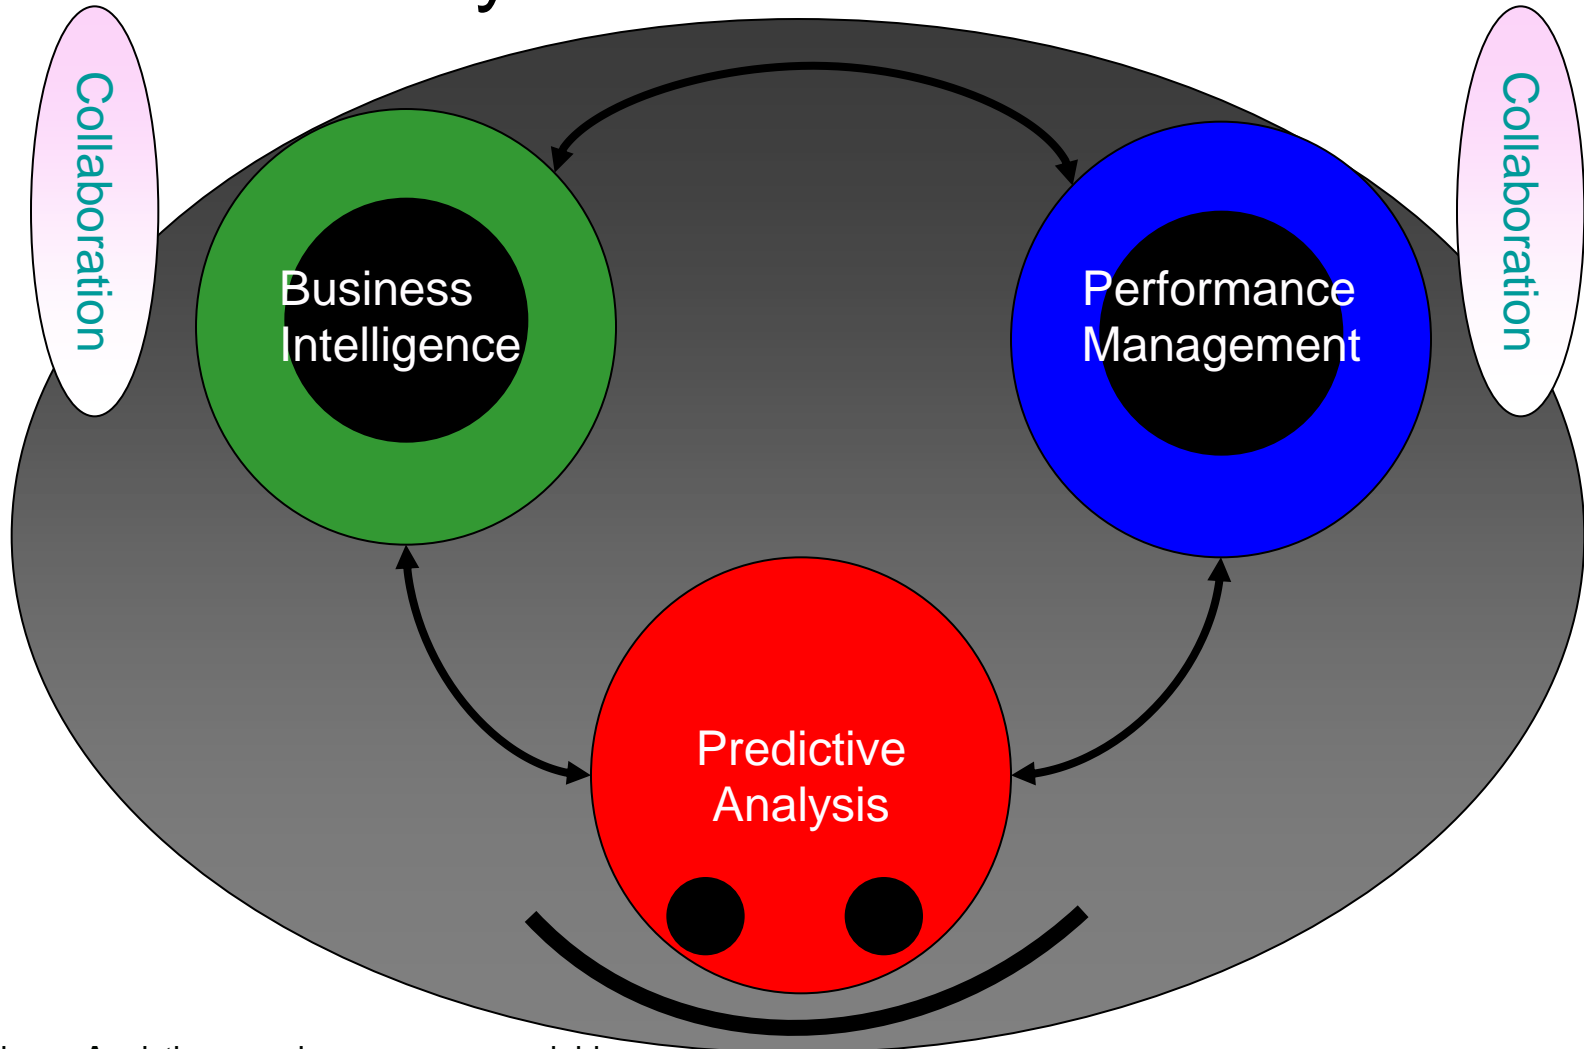 Collaboration
Collaboration
Business
Intelligence
Performance
Management
Predictive
Analysis